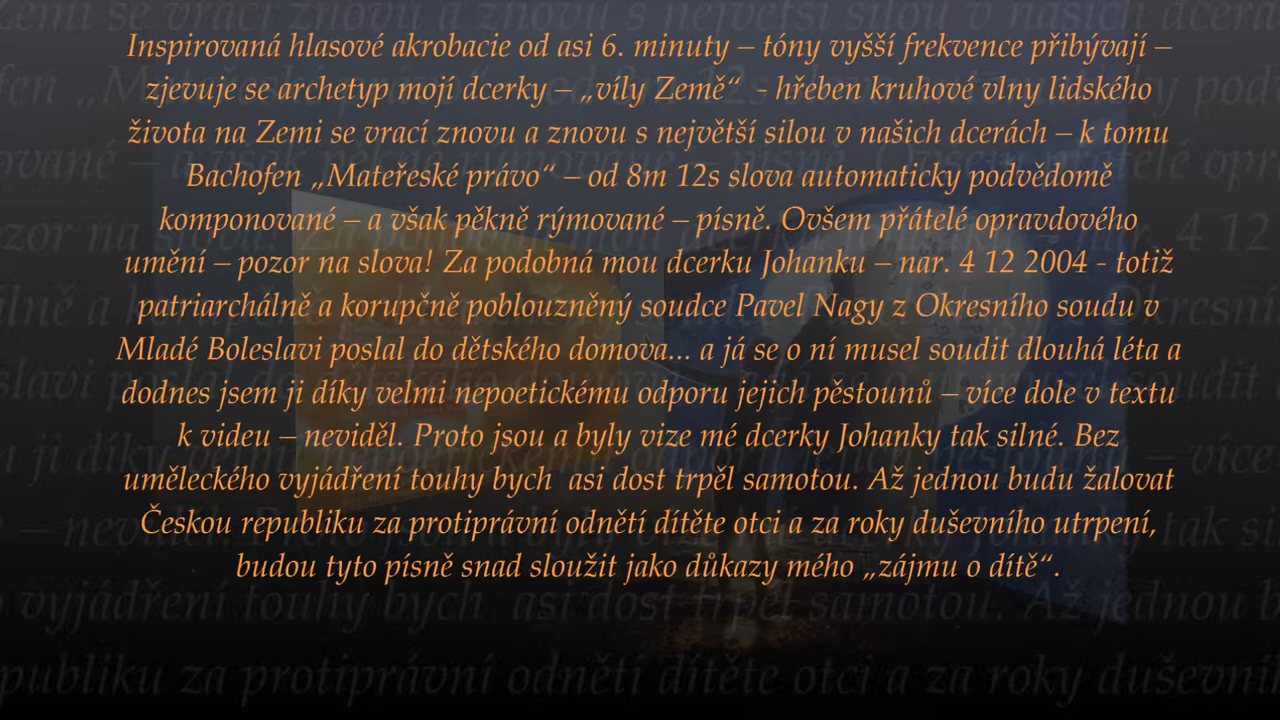 Inspirovaná hlasové akrobacie od asi 6. minuty – tóny vyšší frekvence přibývají –
zjevuje se archetyp mojí dcerky – „víly Země“  - hřeben kruhové vlny lidského
života na Zemi se vrací znovu a znovu s největší silou v našich dcerách – k tomu
Bachofen „Mateřeské právo“ – od 8m 12s slova automaticky podvědomě
komponované – a však pěkně rýmované – písně. Ovšem přátelé opravdového
umění – pozor na slova! Za podobná mou dcerku Johanku – nar. 4 12 2004 - totiž
patriarchálně a korupčně poblouzněný soudce Pavel Nagy z Okresního soudu v
Mladé Boleslavi poslal do dětského domova... a já se o ní musel soudit dlouhá léta a
dodnes jsem ji díky velmi nepoetickému odporu jejich pěstounů – více dole v textu
k videu – neviděl. Proto jsou a byly vize mé dcerky Johanky tak silné. Bez
uměleckého vyjádření touhy bych  asi dost trpěl samotou. Až jednou budu žalovat
Českou republiku za protiprávní odnětí dítěte otci a za roky duševního utrpení,
budou tyto písně snad sloužit jako důkazy mého „zájmu o dítě“.